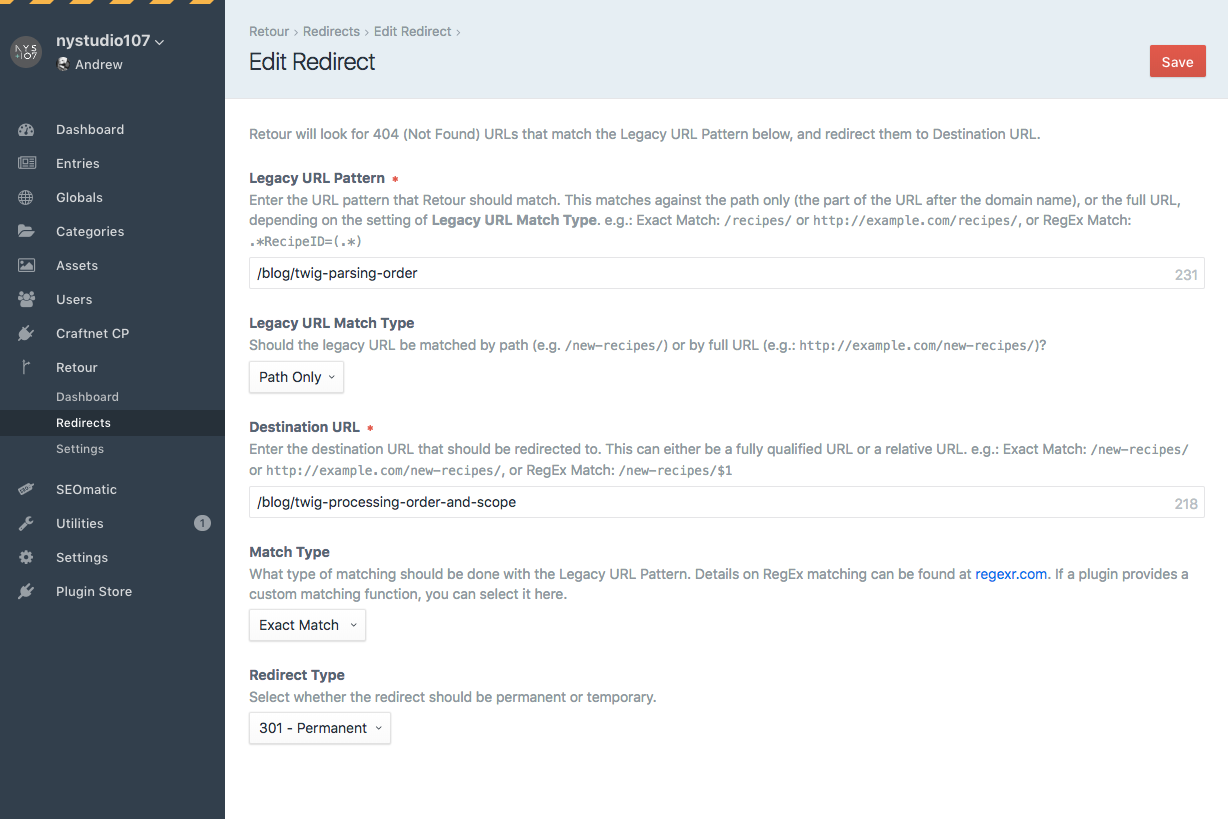 NYS
+107
nystudio107
Andrew
Dashboard
Entries
Globals
Categories
Assets
Users
Craftnet CP
Retour
Dashboard
Redirects
Settings
SEOmatic
Utilities 1
Settings
Plugin Store
Retour › Redirects › Edit Redirect ›
Edit Redirect
Save
Retour will look for 404 (Not Found) URLs that match the Legacy URL Pattern below, and redirect them to Destination URL.
Legacy URL Pattern *
Enter the URL pattern that Retour should match. This matches against the path only (the part of the URL after the domain name), or the full URL,
depending on the setting of Legacy URL Match Type. e.g.: Exact Match: /recipes/ or http://example.com/recipes/, or RegEx Match:
.*RecipeID=(.*)
/blog/twig-parsing-order 231
Legacy URL Match Type
Should the legacy URL be matched by path (e.g. /new-recipes/) or by full URL (e.g.: http://example.com/new-recipes/)?
Path Only
Destination URL *
Enter the destination URL that should be redirected to. This can either be a fully qualified URL or a relative URL. e.g.: Exact Match: /new-recipes/
or http://example.com/new-recipes/, or RegEx Match: /new-recipes/$1
/blog/twig-processing-order-and-scope 218
Match Type
What type of matching should be done with the Legacy URL Pattern. Details on RegEx matching can be found at regexr.com. If a plugin provides a
custom matching function, you can select it here.
Exact Match
Redirect Type
Select whether the redirect should be permanent or temporary.
301 - Permanent